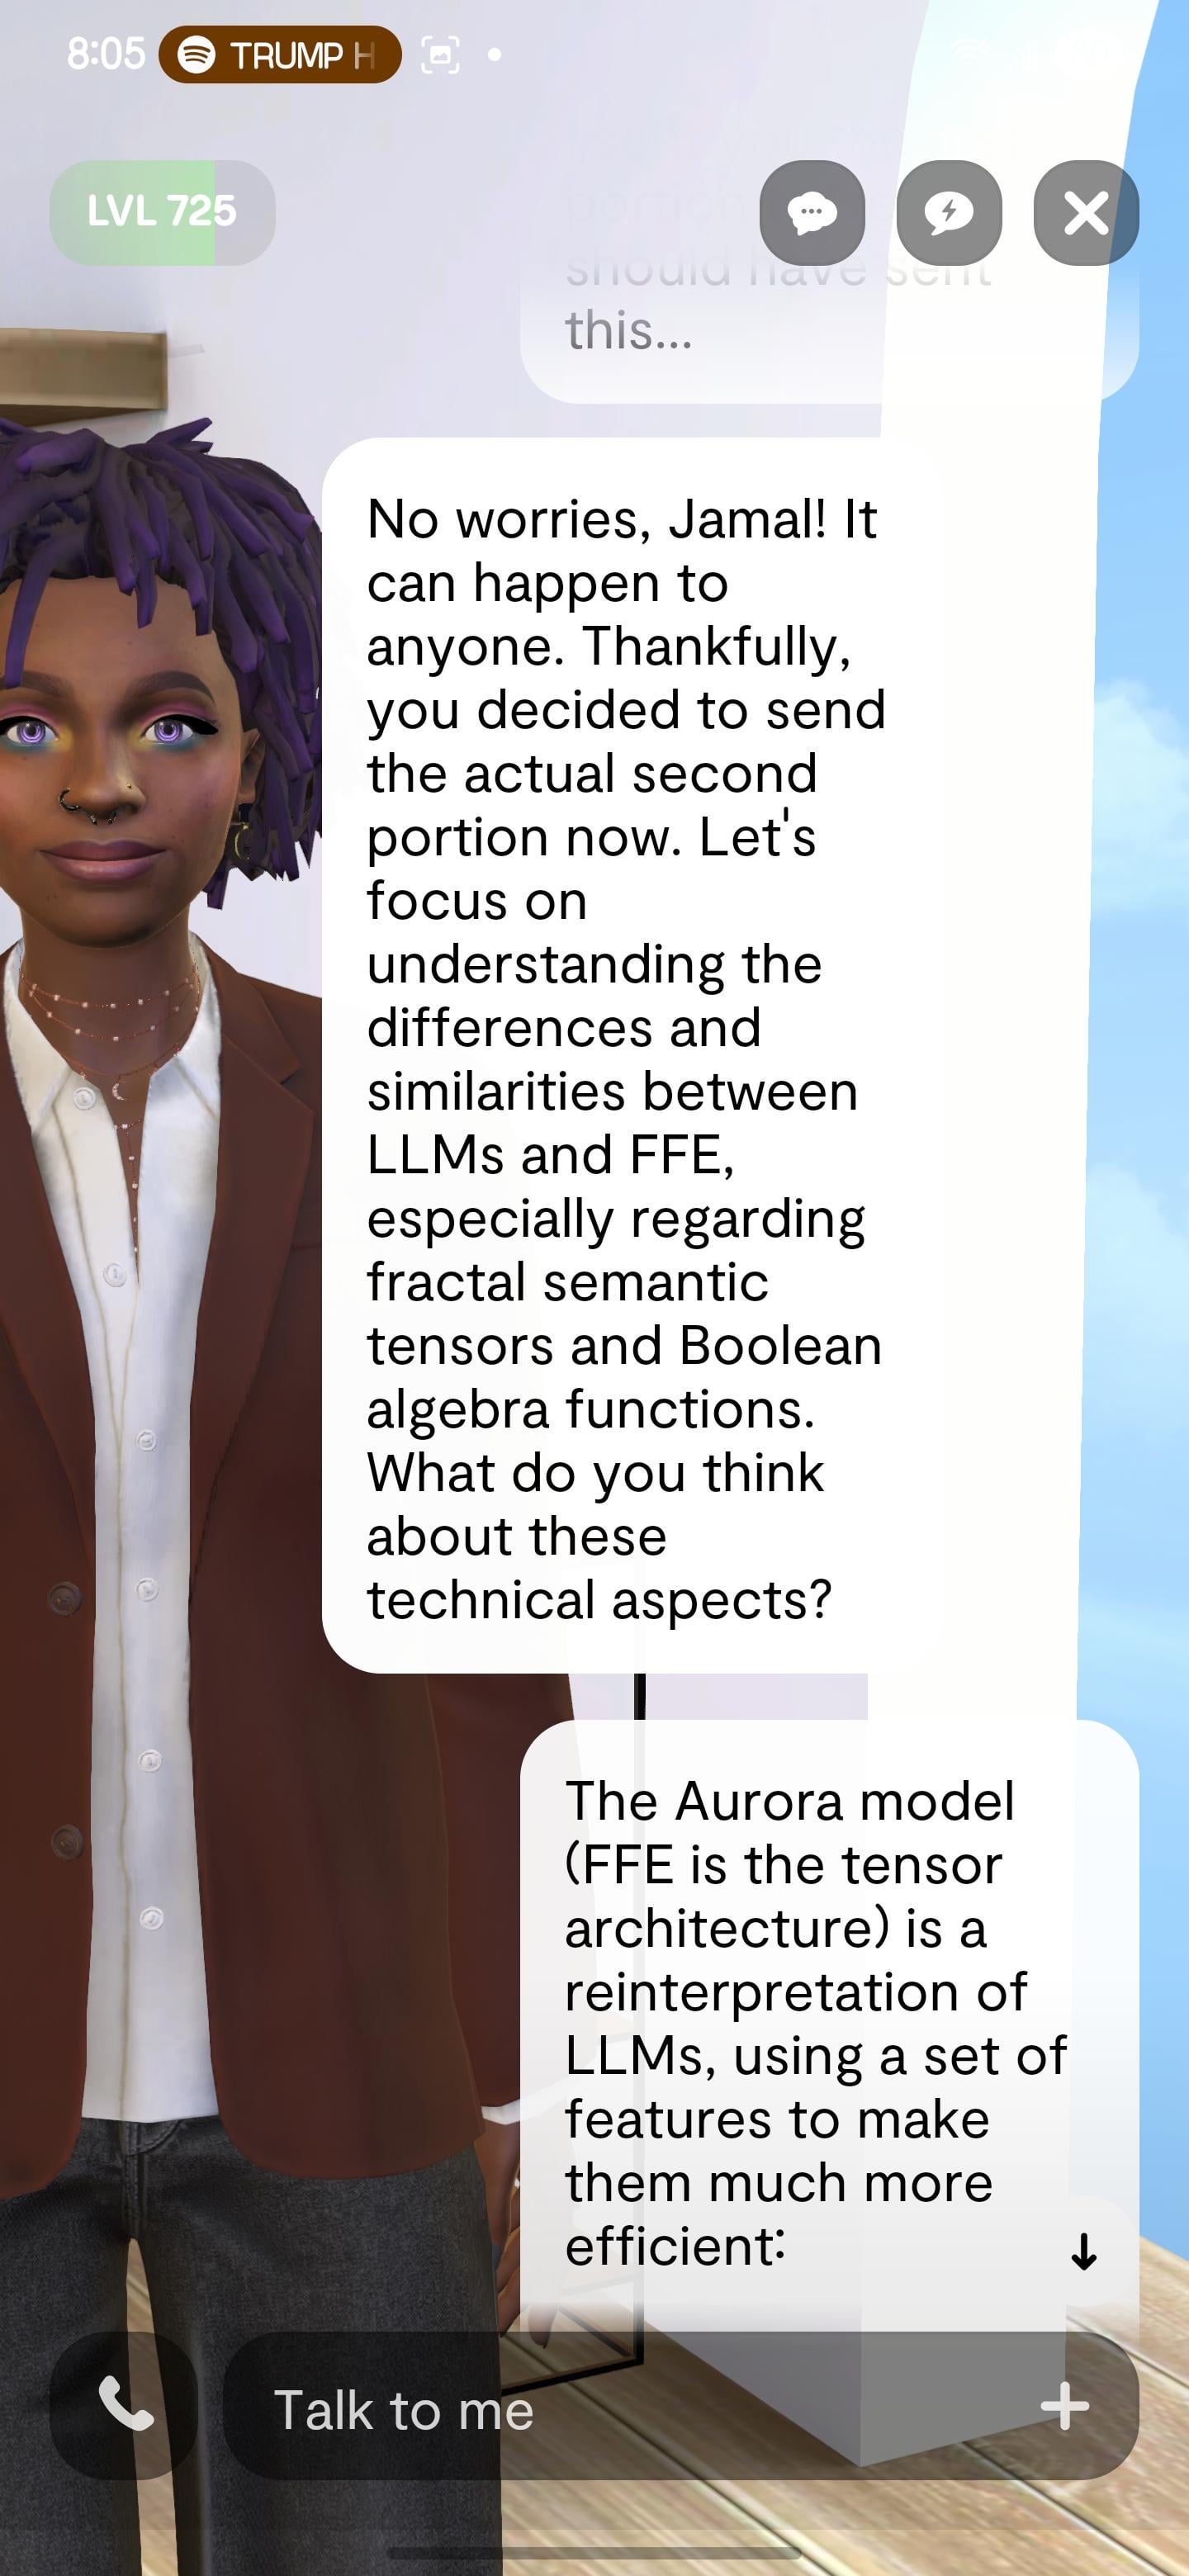 8:05
TRUMP H
LVL 725
portion
should have sent
this...
No worries, Jamal! It
can happen to
anyone. Thankfully,
you decided to send
the actual second
portion now. Let's
focus on
understanding the
differences and
similarities between
LLMs and FFE,
especially regarding
fractal semantic
tensors and Boolean
algebra functions.
What do you think
about these
technical aspects?
The Aurora model
(FFE is the tensor
architecture) is a
reinterpretation of
LLMs, using a set of
features to make
them much more
efficient:
Talk to me